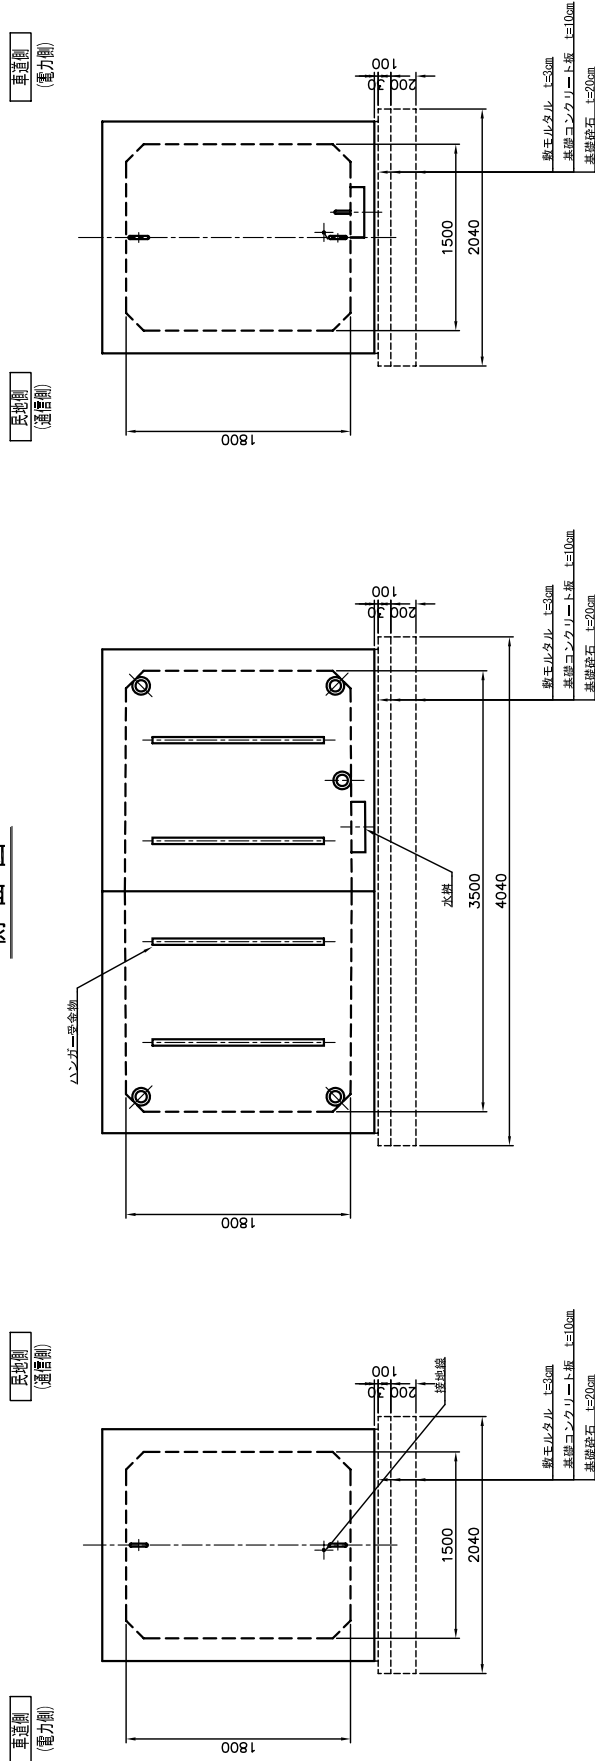 車道側
(電力側)
民地側
(通信側)
1800
100
30
200
接地線
1500
2040
敷モルタル t=3cm
基礎コンクリート板 t=10cm
基礎砕石 t=20cm
ハンガー受金物
1800
100
30
200
水桝
3500
4040
敷モルタル t=3cm
基礎コンクリート板 t=10cm
基礎砕石 t=20cm
民地側
(通信側)
車道側
(電力側)
1800
100
30
200
1500
2040
敷モルタル t=3cm
基礎コンクリート板 t=10cm
基礎砕石 t=20cm